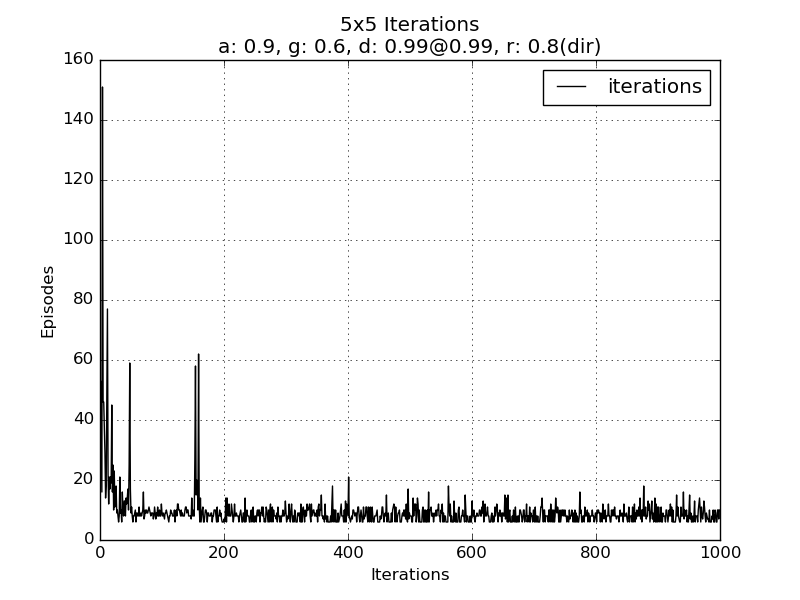 5x5 Iterations
a: 0.9, g: 0.6, d: 0.99@0.99, r: 0.8(dir)
160
iterations
140
120
100
80
Episodes
60
40
20
0
0 200 400 600 800 1000
Iterations